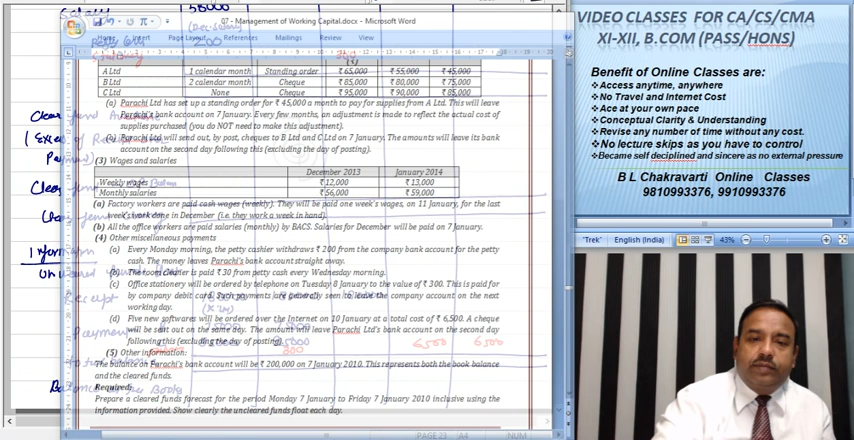 07 - Management of Working Capital.docx - Microsoft Word
Home
Page Layout
References
Mailings
Review
View
A Ltd 1 calendar month Standing order ₹ 65,000 ₹ 55,000 ₹ 45,000
B Ltd 2 calendar month Cheque ₹ 85,000 ₹ 80,000 ₹ 75,000
C Ltd None Cheque ₹ 95,000 ₹ 90,000 ₹ 85,000
(a) Parachi Ltd has set up a standing order for ₹ 45,000 a month to pay for supplies from A Ltd. This will leave
Parachi's bank account on 7 January. Every few months, an adjustment is made to reflect the actual cost of
supplies purchased (you do NOT need to make this adjustment).
Parachi Ltd will send out, by post, cheques to B Ltd and C Ltd on 7 January. The amounts will leave its bank
account on the second day following this (excluding the day of posting).
(3) Wages and salaries
December 2013 January 2014
Weekly wages ₹ 12,000 ₹ 13,000
Monthly salaries ₹ 56,000 ₹ 59,000
(a) Factory workers are paid cash wages (weekly). They will be paid one week's wages, on 11 January, for the last
week's work done in December (i.e. they work a week in hand).
(b) All the office workers are paid salaries (monthly) by BACS. Salaries for December will be paid on 7 January.
(4) Other miscellaneous payments
(a) Every Monday morning, the petty cashier withdraws ₹ 200 from the company bank account for the petty
cash. The money leaves Parachi's bank account straight away.
(b) The room cleaner is paid ₹ 30 from petty cash every Wednesday morning.
(c) Office stationery will be ordered by telephone on Tuesday 8 January to the value of ₹ 300. This is paid for
by company debit card. Such payments are generally seen to leave the company account on the next
working day.
(d) Five new softwares will be ordered over the Internet on 10 January at a total cost of ₹ 6,500. A cheque
will be sent out on the same day. The amount will leave Parachi Ltd's bank account on the second day
following this (excluding the day of posting).
(5) Other information:
The balance on Parachi's bank account will be ₹ 200,000 on 7 January 2010. This represents both the book balance
and the cleared funds.
Required:
Prepare a cleared funds forecast for the period Monday 7 January to Friday 7 January 2010 inclusive using the
information provided. Show clearly the uncleared funds float each day.
PAGE 23 A4 NUM
Salary 56000
200
Receipt
Payment
6500 6500
300
VIDEO CLASSES FOR CA/CS/CMA
XI-XII, B.COM (PASS/HONS)
Benefit of Online Classes are:
Access anytime, anywhere
No Travel and Internet Cost
Ace at your own pace
Conceptual Clarity & Understanding
Revise any number of time without any cost.
No lecture skips as you have to control
Became self deciplined and sincere as no external pressure
B L Chakravarti Online Classes
9810993376, 9910993376
'Trek' English (India) 43%